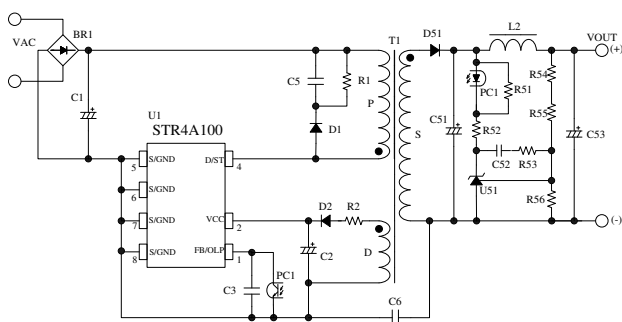 BR1
VAC
C1
U1
STR4A100
S/GND
5
S/GND
6
S/GND
7
S/GND
8
D/ST
4
VCC
2
FB/OLP
1
C5
R1
D1
T1
P
S
D
D2
R2
C2
C3
PC1
C6
D51
L2
VOUT
(+)
PC1
R51
R54
R55
R52
C51
C53
C52
R53
U51
R56
(-)